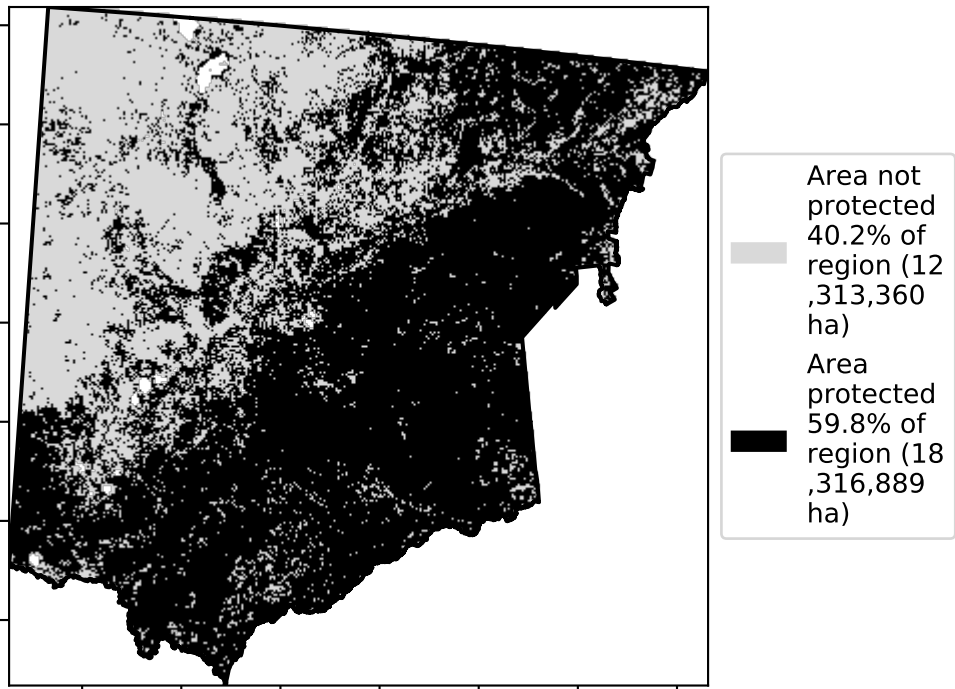 Area not
protected
40.2% of
region (12
,313,360
ha)
Area
protected
59.8% of
region (18
,316,889
ha)